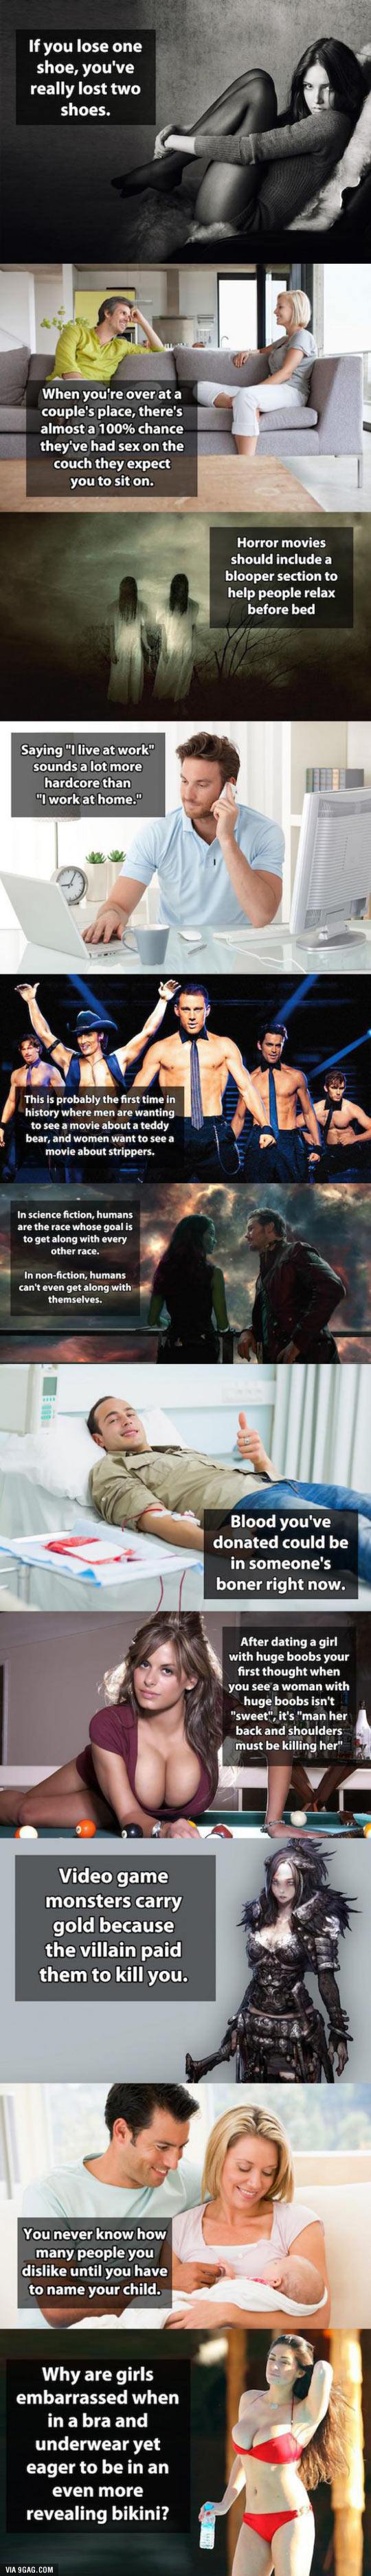 If you lose one
shoe, you've
really lost two
shoes.
When you're over at a
couple's place, there's
almost a 100% chance
they've had sex on the
couch they expect
you to sit on.
Horror movies
should include a
blooper section to
help people relax
before bed
Saying "I live at work"
sounds a lot more
hardcore than
"I work at home."
This is probably the first time in
history where men are wanting
to see a movie about a teddy
bear, and women want to see a
movie about strippers.
In science fiction, humans
are the race whose goal is
to get along with every
other race.
In non-fiction, humans
can't even get along with
themselves.
Blood you've
donated could be
in someone's
boner right now.
After dating a girl
with huge boobs your
first thought when
you see a woman with
huge boobs isn't
"sweet", it's "man her
back and shoulders
must be killing her"
Video game
monsters carry
gold because
the villain paid
them to kill you.
You never know how
many people you
dislike until you have
to name your child.
Why are girls
embarrassed when
in a bra and
underwear yet
eager to be in an
even more
revealing bikini?
VIA 9GAG.COM